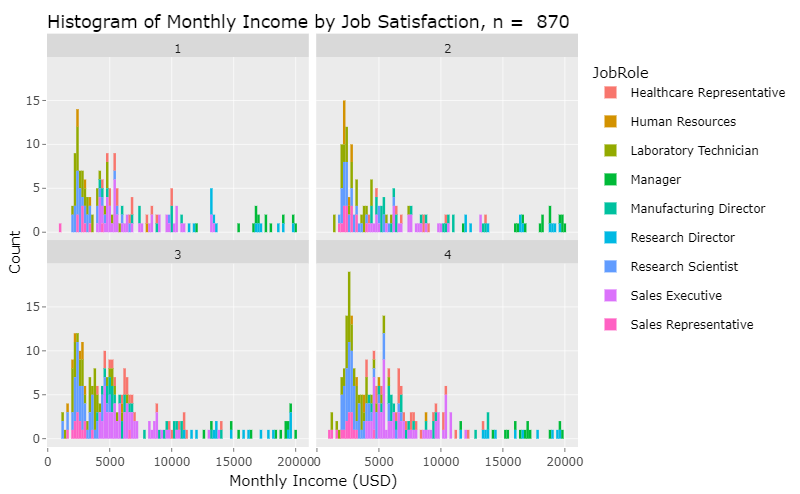 Histogram of Monthly Income by Job Satisfaction, n = 870
1
2
15
10
5
0
3
4
15
10
5
0
0
5000
10000
15000
20000
0
5000
10000
15000
20000
Monthly Income (USD)
Count
JobRole
Healthcare Representative
Human Resources
Laboratory Technician
Manager
Manufacturing Director
Research Director
Research Scientist
Sales Executive
Sales Representative